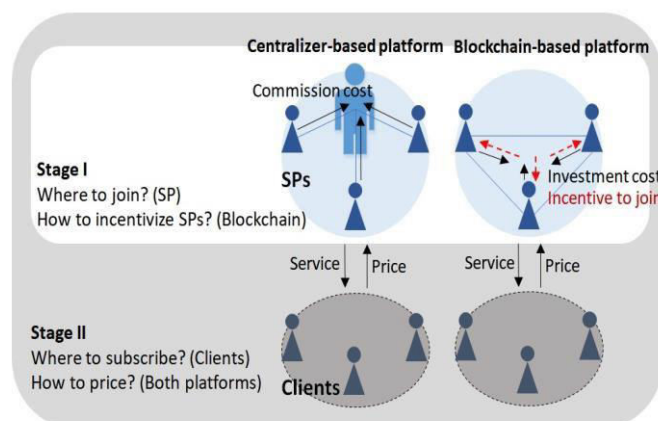 Centralizer-based platform
Blockchain-based platform
Commission cost
Stage I
SPs
Where to join? (SP)
How to incentivize SPs? (Blockchain)
Investment cost
Incentive to join
Service
Price
Service
Price
Stage II
Where to subscribe? (Clients)
How to price? (Both platforms)
Clients